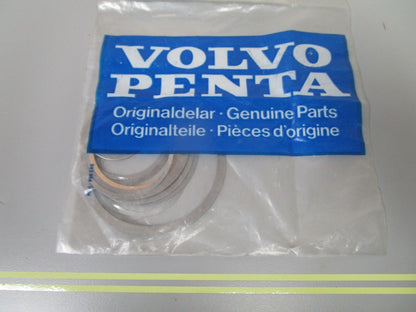 VOLVO
PENTA
Originaldelar · Genuine Parts
Originalteile · Pièces d'origine